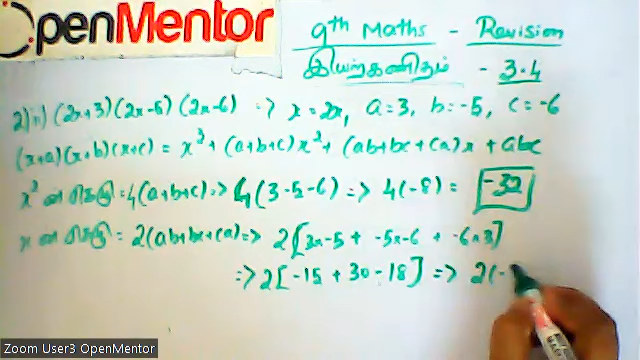 OpenMentor
9th Maths - Revision
இயற்கணிதம் - 3.4
2)ii) (2x+3)(2x-5)(2x-6) => x=2x, a=3, b=-5, c=-6
(x+a)(x+b)(x+c) = x³+(a+b+c)x²+(ab+bc+ca)x + abc
x² ன் கெழு = 4(a+b+c) => 4(3-5-6) => 4(-8) = -32
x ன் கெழு = 2(ab+bc+ca) => 2[3x-5 + -5x-6 + -6x3]
=> 2[-15 + 30 - 18] => 2(-
Zoom User3 OpenMentor